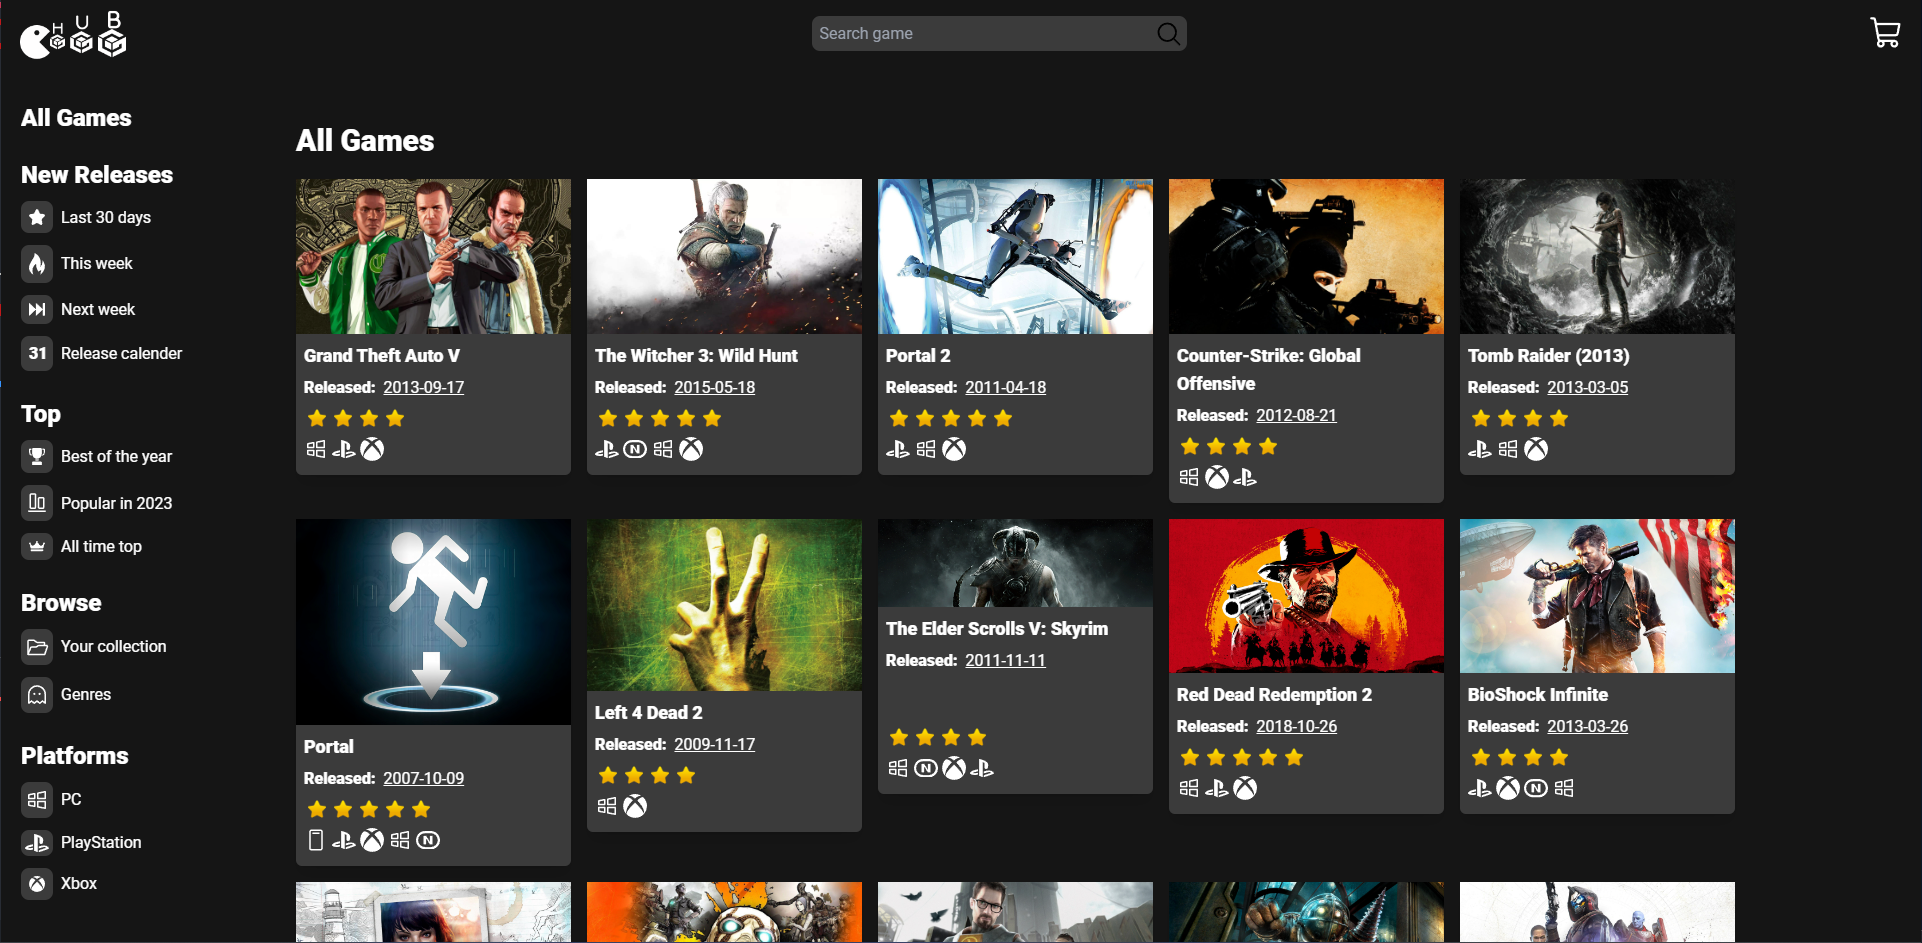 HUB
Search game
All Games
New Releases
Last 30 days
This week
Next week
31 Release calender
Top
Best of the year
Popular in 2023
All time top
Browse
Your collection
Genres
Platforms
PC
PlayStation
Xbox
All Games
Grand Theft Auto V
Released: 2013-09-17
The Witcher 3: Wild Hunt
Released: 2015-05-18
N
Portal 2
Released: 2011-04-18
Counter-Strike: Global
Offensive
Released: 2012-08-21
Tomb Raider (2013)
Released: 2013-03-05
Portal
Released: 2007-10-09
N
Left 4 Dead 2
Released: 2009-11-17
The Elder Scrolls V: Skyrim
Released: 2011-11-11
N
Red Dead Redemption 2
Released: 2018-10-26
BioShock Infinite
Released: 2013-03-26
N